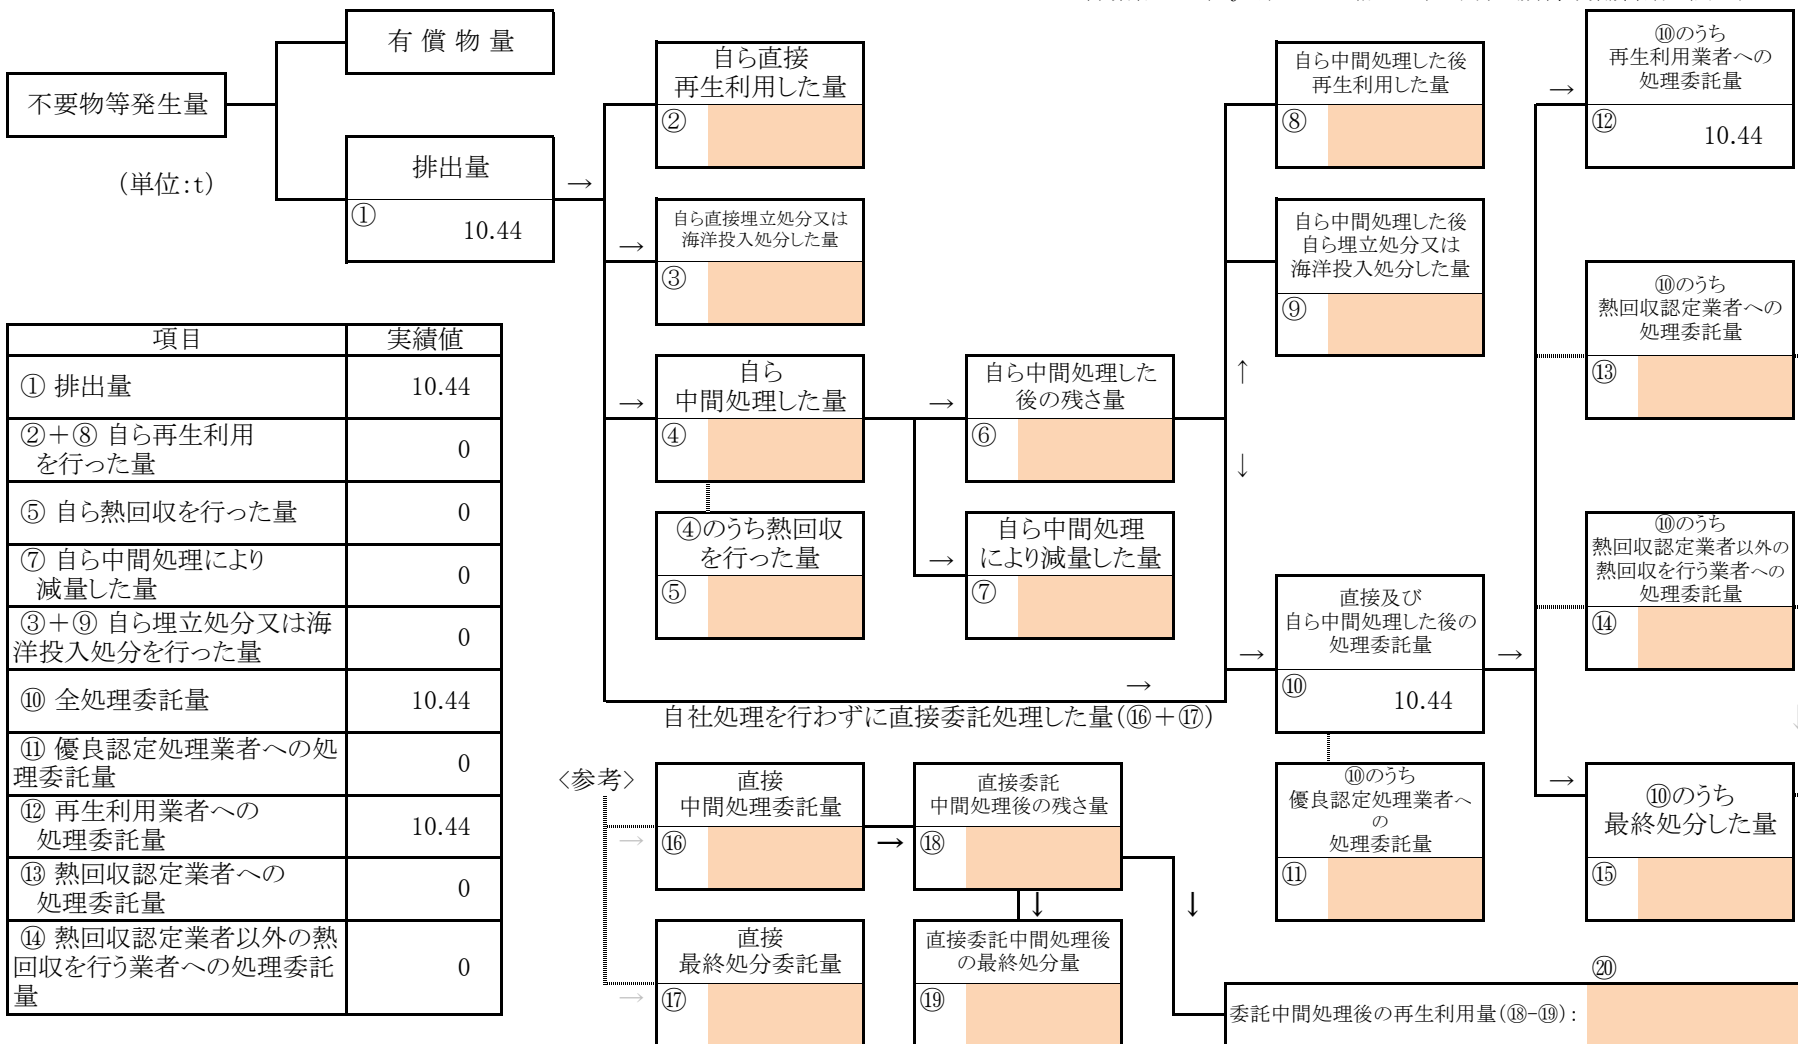 不要物等発生量
(単位:t)
有 償 物 量
排出量
①
10.44
→
項目
実績値
① 排出量
10.44
②+⑧ 自ら再生利用
を行った量
0
⑤ 自ら熱回収を行った量
0
⑦ 自ら中間処理により
減量した量
0
③+⑨ 自ら埋立処分又は海
洋投入処分を行った量
0
⑩ 全処理委託量
10.44
⑪ 優良認定処理業者への処
理委託量
0
⑫ 再生利用業者への
処理委託量
10.44
⑬ 熱回収認定業者への
処理委託量
0
⑭ 熱回収認定業者以外の熱
回収を行う業者への処理委託
量
0
自ら直接
再生利用した量
②
→
自ら直接埋立処分又は
海洋投入処分した量
③
→
自ら
中間処理した量
④
④のうち熱回収
を行った量
⑤
→
自ら中間処理した
後の残さ量
⑥
→
自ら中間処理
により減量した量
⑦
→
自社処理を行わずに直接委託処理した量(⑯+⑰)
自ら中間処理した後
再生利用した量
⑧
自ら中間処理した後
自ら埋立処分又は
海洋投入処分した量
⑨
↑
↓
→
直接及び
自ら中間処理した後の
処理委託量
⑩
10.44
→
⑩のうち
優良認定処理業者へ
の
処理委託量
⑪
→
⑩のうち
再生利用業者への
処理委託量
⑫
10.44
⑩のうち
熱回収認定業者への
処理委託量
⑬
⑩のうち
熱回収認定業者以外の
熱回収を行う業者への
処理委託量
⑭
→
⑩のうち
最終処分した量
⑮
〈参考〉
→
直接
中間処理委託量
⑯
→
直接委託
中間処理後の残さ量
⑱
↓
↓
→
直接
最終処分委託量
⑰
直接委託中間処理後
の最終処分量
⑲
⑳
委託中間処理後の再生利用量(⑱-⑲):